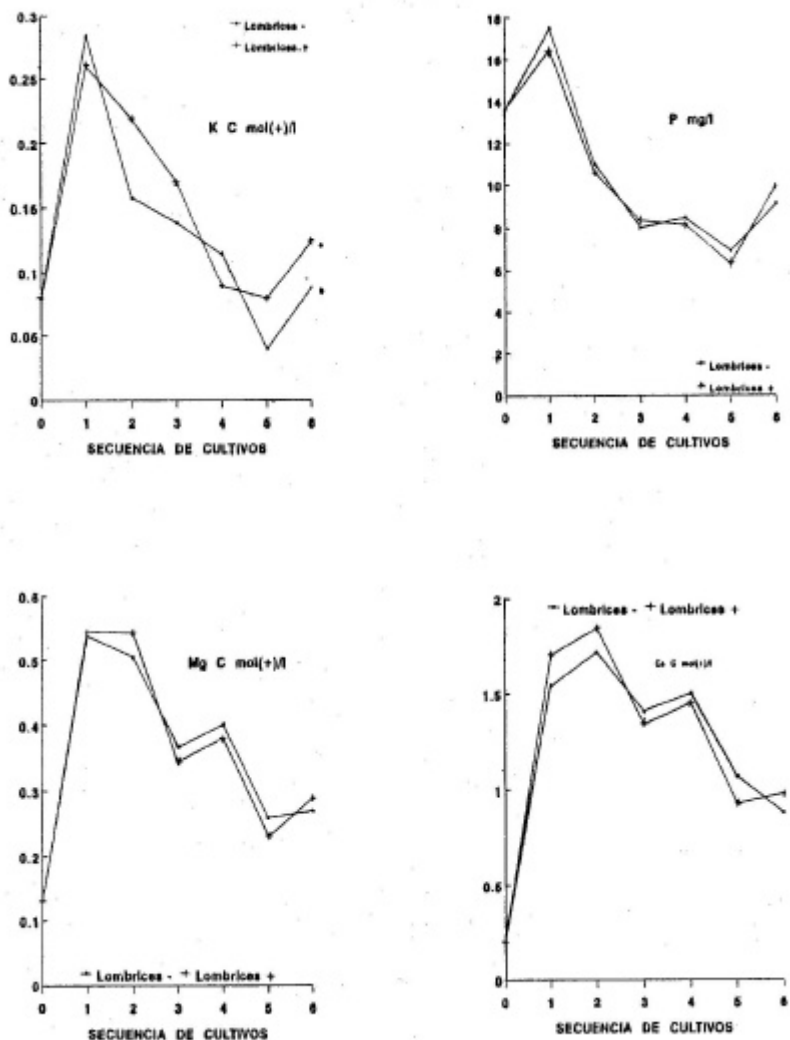 0.3
0.25
0.2
0.15
0.1
0.05
0
Lombrices -
Lombrices +
K C mol(+)/l
0 1 2 3 4 5 6
SECUENCIA DE CULTIVOS
18
16
14
12
10
8
6
4
2
0
P mg/l
Lombrices -
Lombrices +
0 1 2 3 4 5 6
SECUENCIA DE CULTIVOS
0.6
0.5
0.4
0.3
0.2
0.1
0
Mg C mol(+)/l
Lombrices - Lombrices +
0 1 2 3 4 5 6
SECUENCIA DE CULTIVOS
2
1.5
1
0.5
0
Lombrices - Lombrices +
Ca C mol(+)/l
0 1 2 3 4 5 6
SECUENCIA DE CULTIVOS